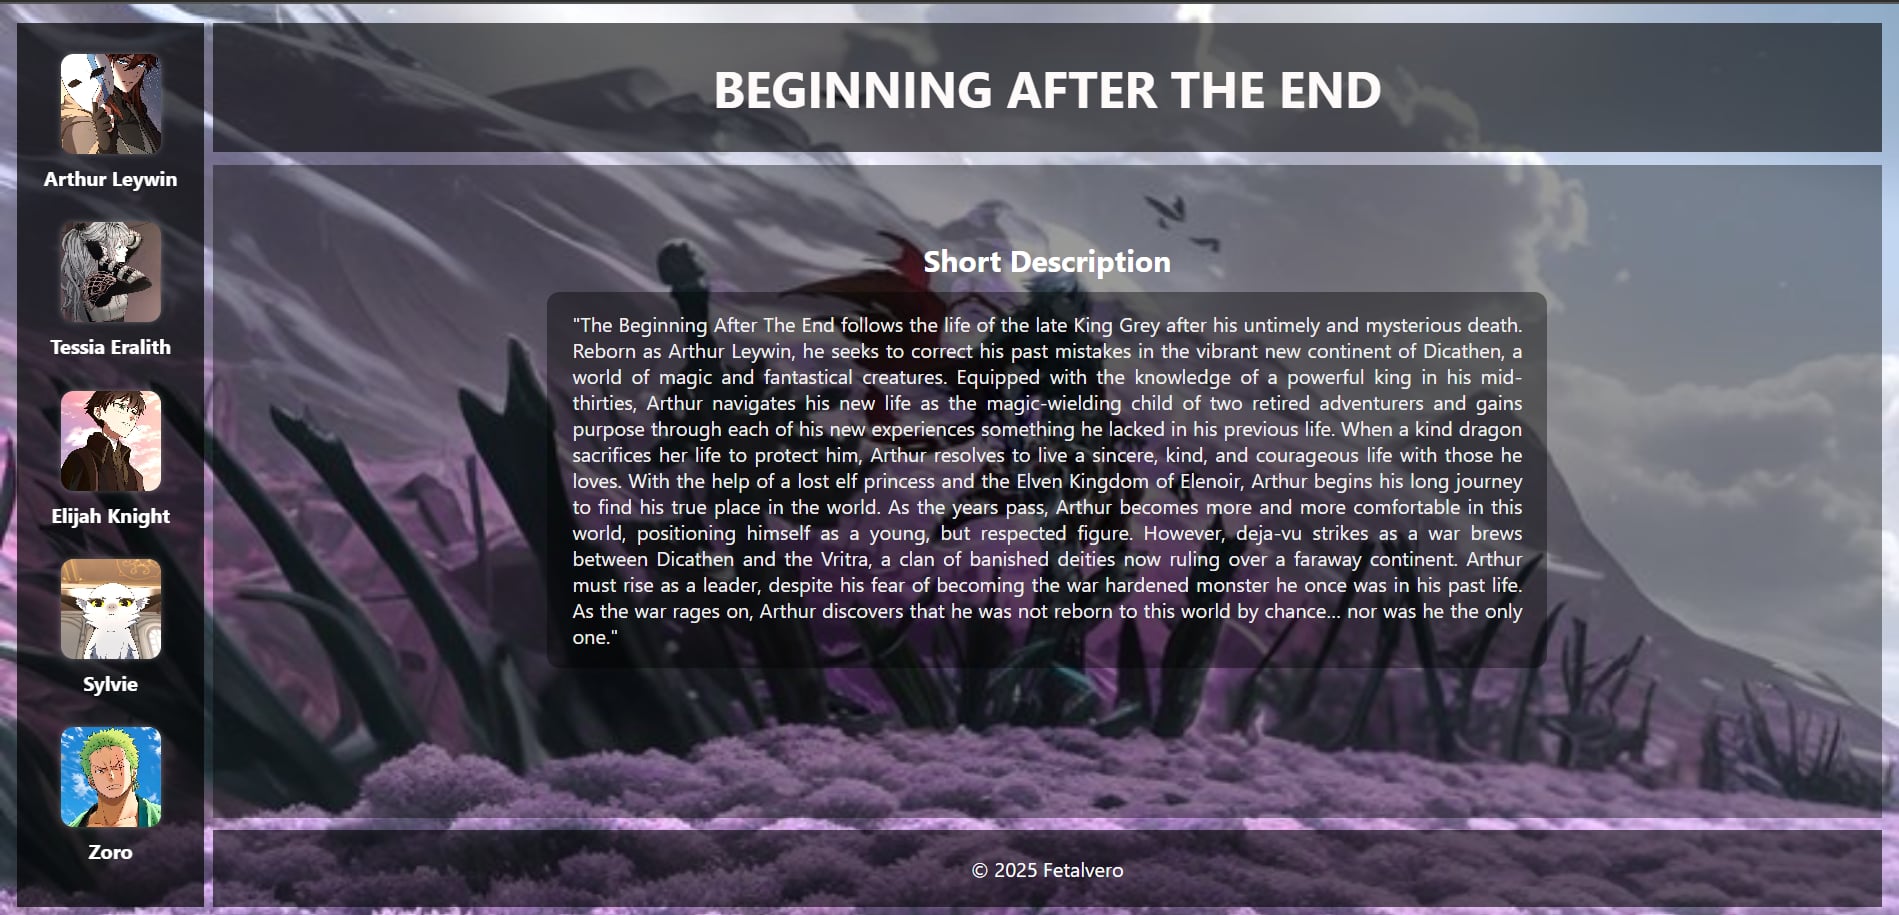 BEGINNING AFTER THE END
Arthur Leywin
Tessia Eralith
Elijah Knight
Sylvie
Zoro
Short Description
"The Beginning After The End follows the life of the late King Grey after his untimely and mysterious death.
Reborn as Arthur Leywin, he seeks to correct his past mistakes in the vibrant new continent of Dicathen, a
world of magic and fantastical creatures. Equipped with the knowledge of a powerful king in his mid-
thirties, Arthur navigates his new life as the magic-wielding child of two retired adventurers and gains
purpose through each of his new experiences something he lacked in his previous life. When a kind dragon
sacrifices her life to protect him, Arthur resolves to live a sincere, kind, and courageous life with those he
loves. With the help of a lost elf princess and the Elven Kingdom of Elenoir, Arthur begins his long journey
to find his true place in the world. As the years pass, Arthur becomes more and more comfortable in this
world, positioning himself as a young, but respected figure. However, deja-vu strikes as a war brews
between Dicathen and the Vritra, a clan of banished deities now ruling over a faraway continent. Arthur
must rise as a leader, despite his fear of becoming the war hardened monster he once was in his past life.
As the war rages on, Arthur discovers that he was not reborn to this world by chance... nor was he the only
one."
© 2025 Fetalvero